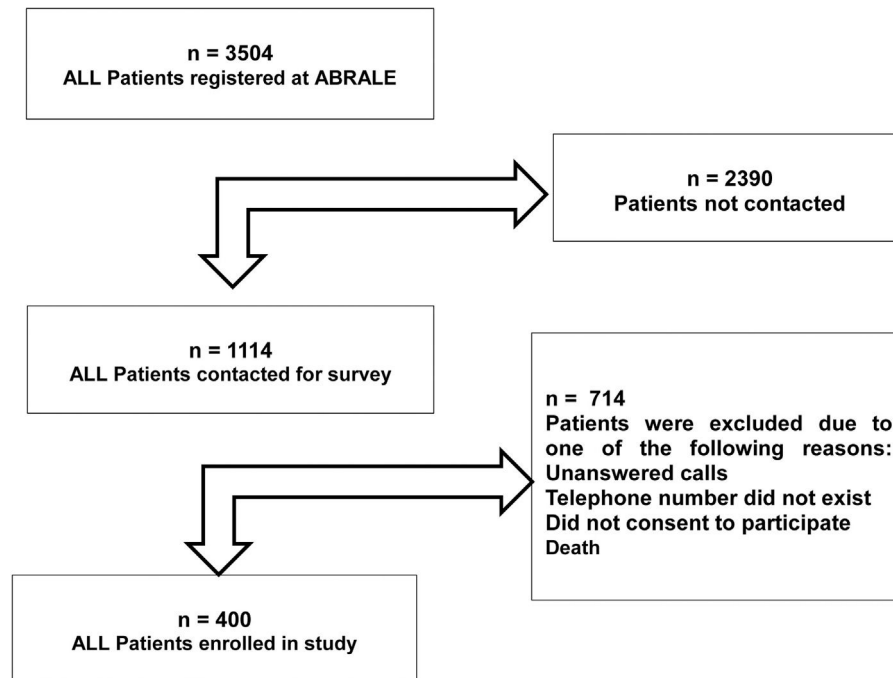 n = 3504
ALL Patients registered at ABRALE
n = 2390
Patients not contacted
n = 1114
ALL Patients contacted for survey
n = 714
Patients were excluded due to
one of the following reasons:
Unanswered calls
Telephone number did not exist
Did not consent to participate
Death
n = 400
ALL Patients enrolled in study